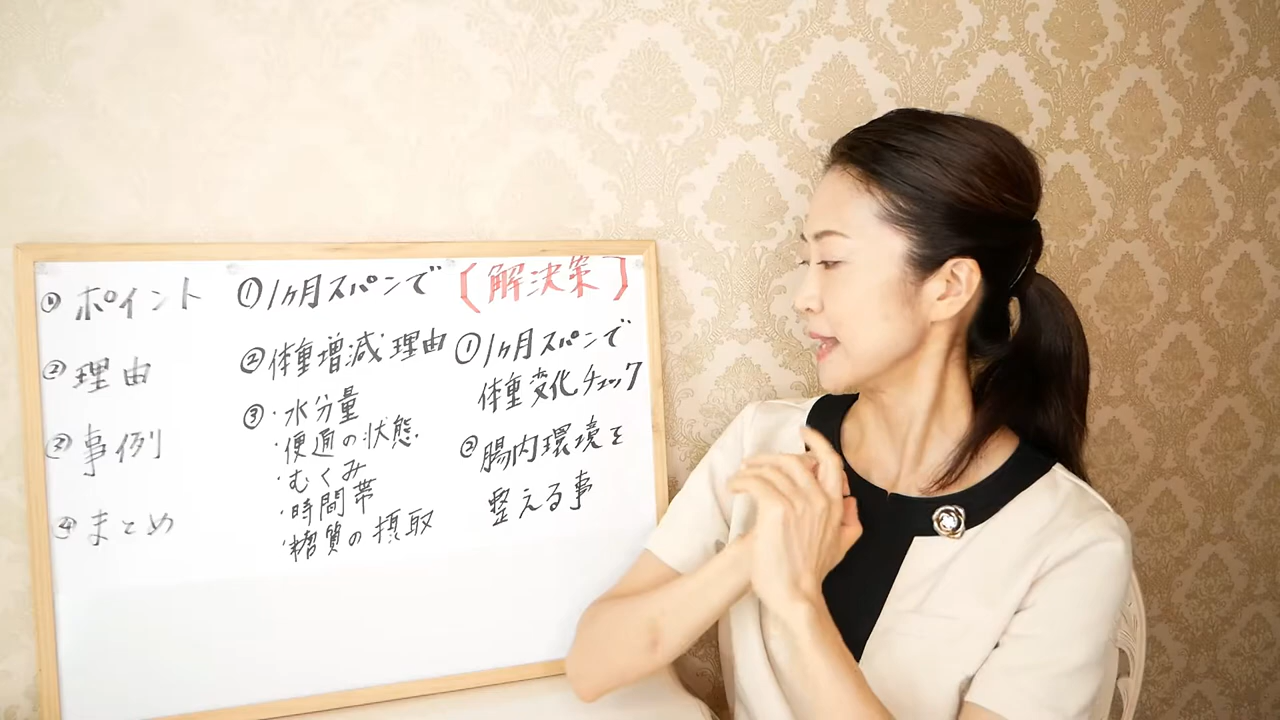 ① ポイント
② 理由
③ 事例
④ まとめ
① 1ヶ月スパンで
② 体重増減理由
③ ・水分量
・便通の状態
・むくみ
・時間帯
・糖質の摂取
【解決策】
① 1ヶ月スパンで
体重変化チェック
② 腸内環境を
整える事